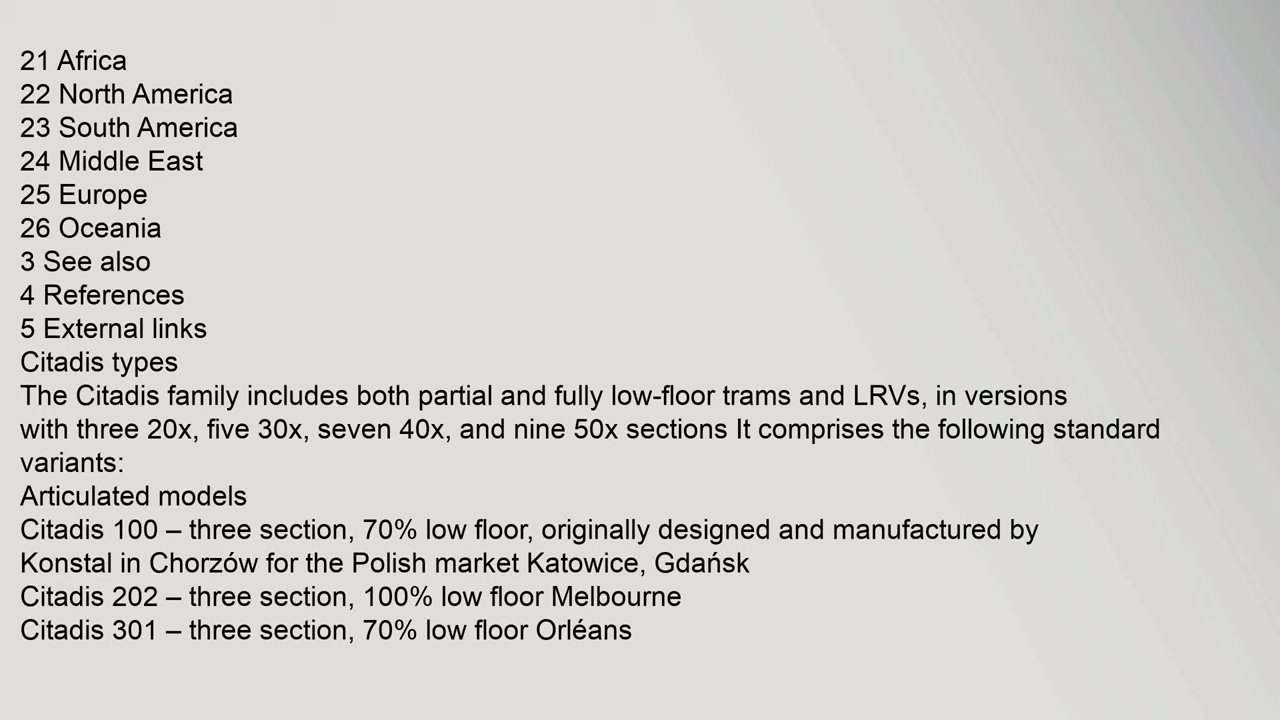 21 Africa
22 North America
23 South America
24 Middle East
25 Europe
26 Oceania
3 See also
4 References
5 External links
Citadis types
The Citadis family includes both partial and fully low-floor trams and LRVs, in versions
with three 20x, five 30x, seven 40x, and nine 50x sections It comprises the following standard
variants:
Articulated models
Citadis 100 – three section, 70% low floor, originally designed and manufactured by
Konstal in Chorzów for the Polish market Katowice, Gdańsk
Citadis 202 – three section, 100% low floor Melbourne
Citadis 301 – three section, 70% low floor Orléans